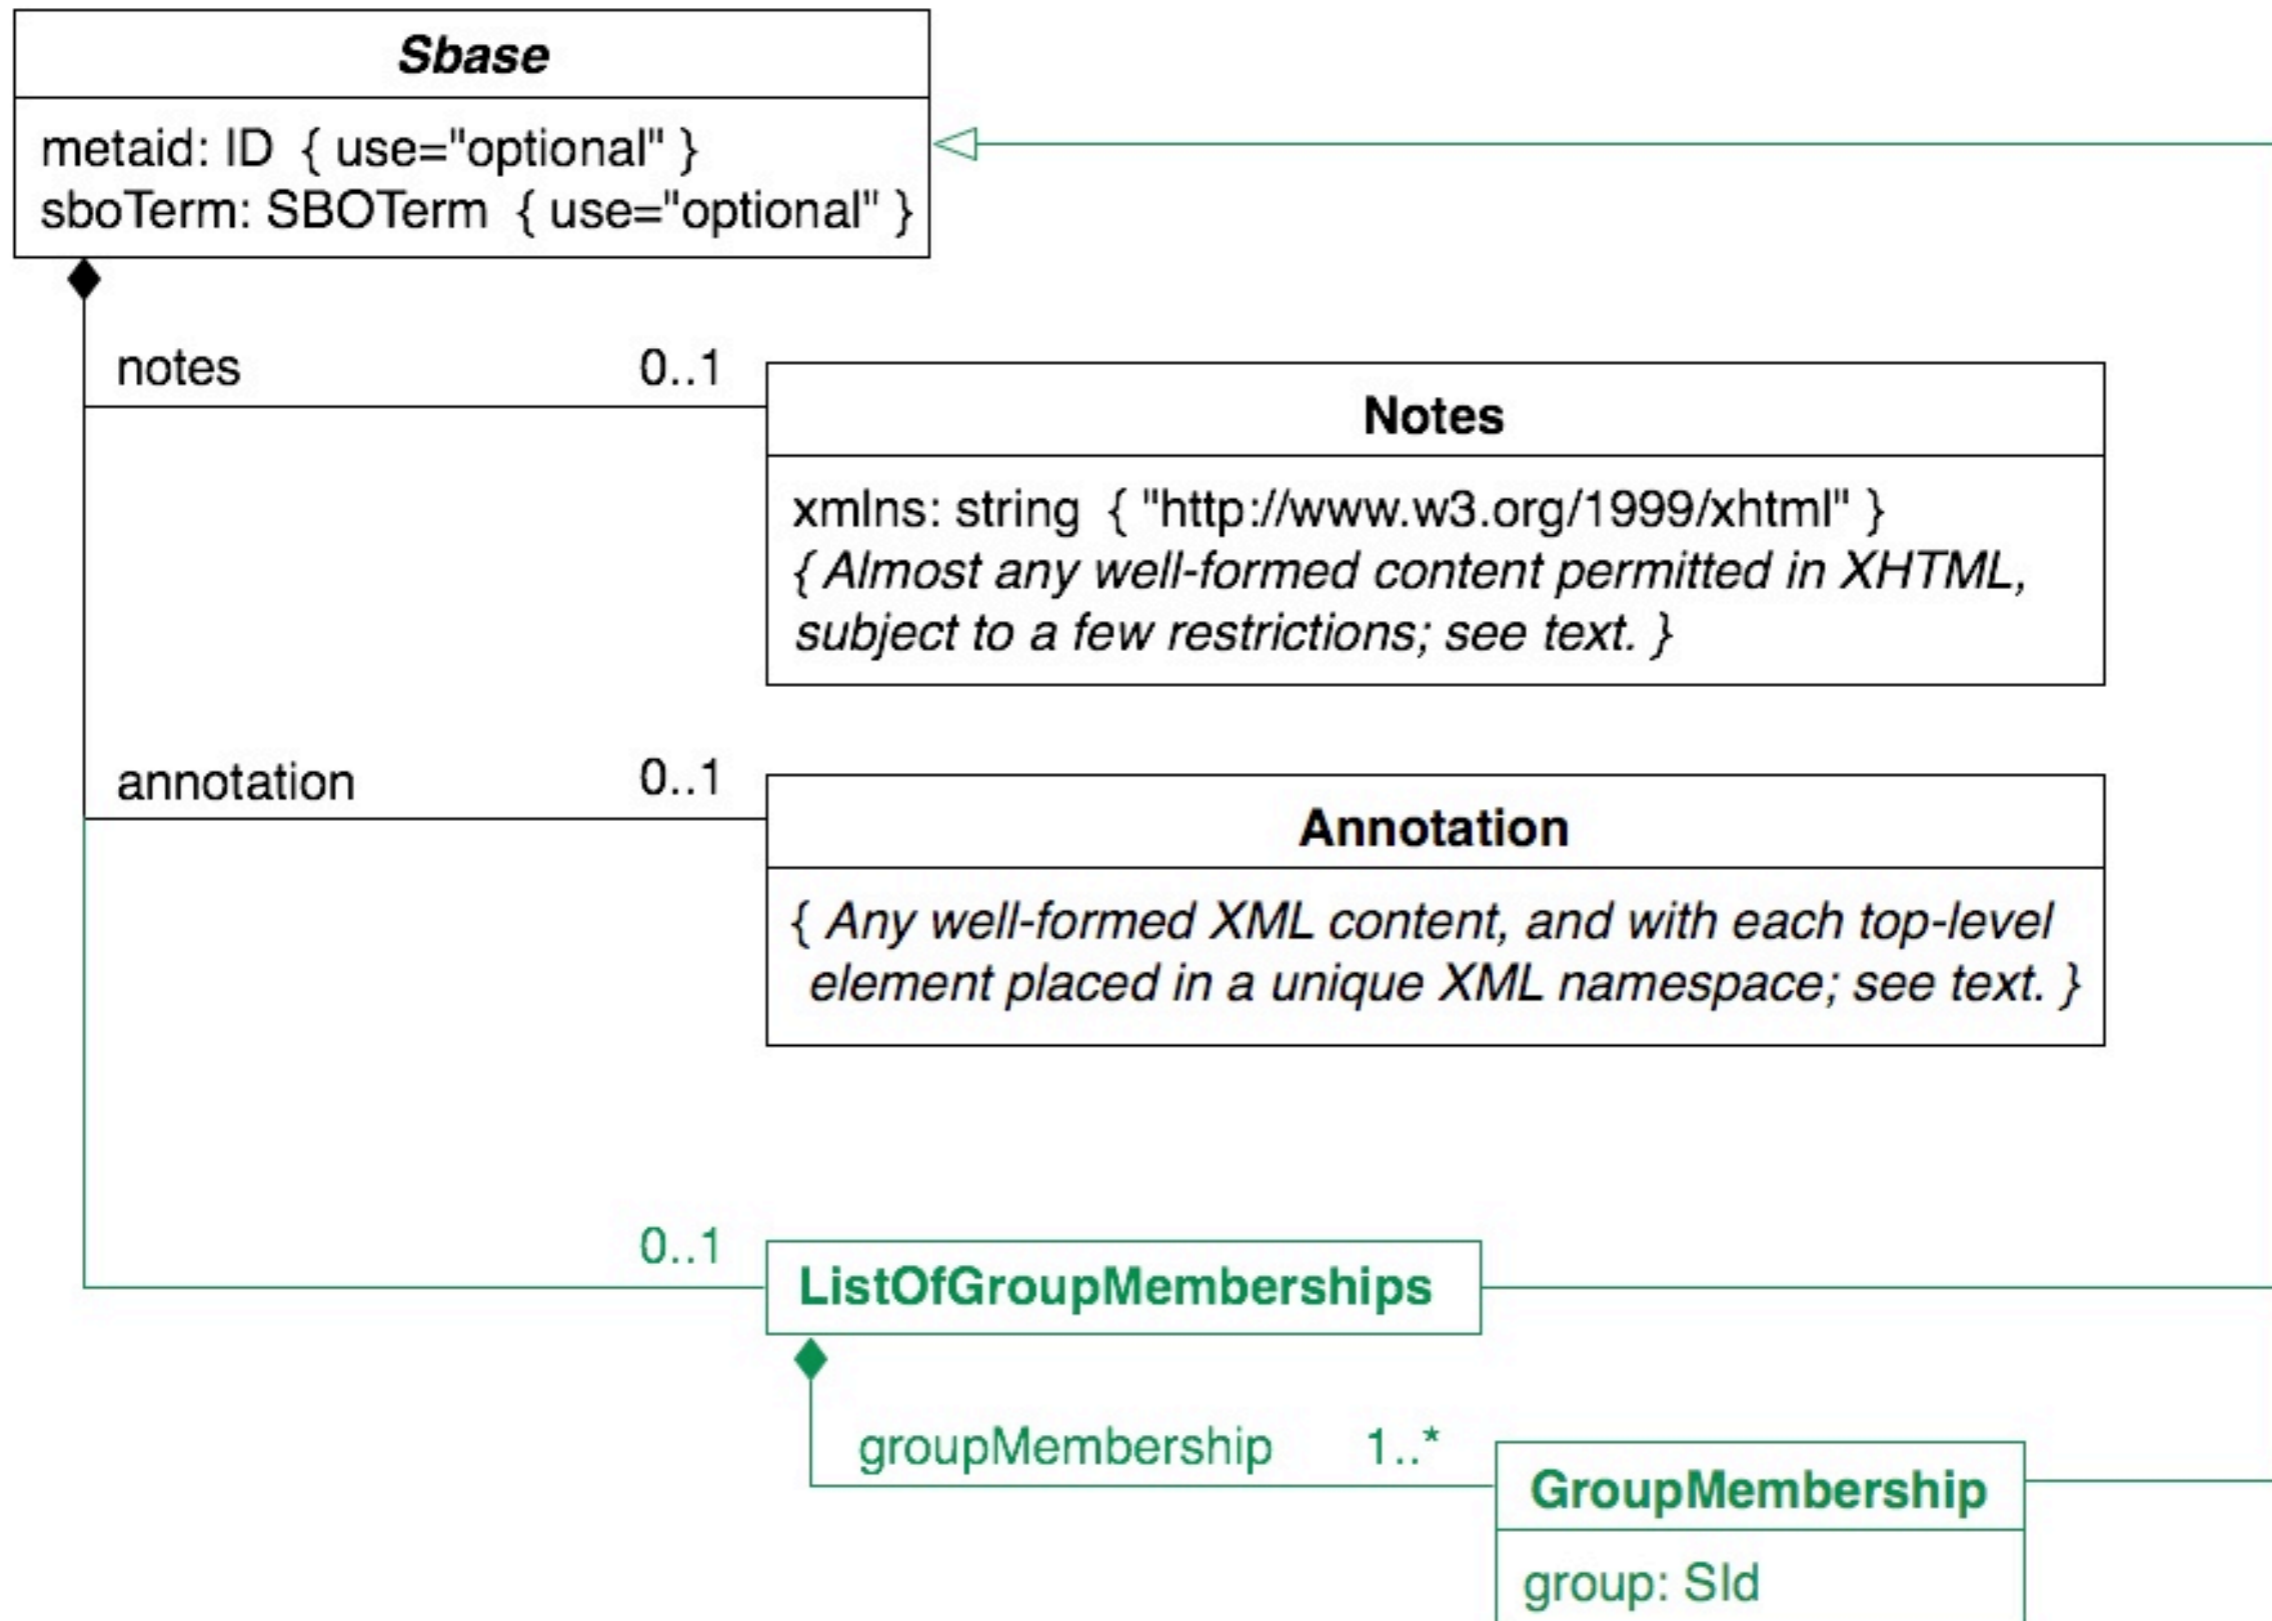 Sbase
metaid: ID { use="optional" }
sboTerm: SBOTerm { use="optional" }
notes 0..1
Notes
xmlns: string { "http://www.w3.org/1999/xhtml" }
{ Almost any well-formed content permitted in XHTML,
subject to a few restrictions; see text. }
annotation 0..1
Annotation
{ Any well-formed XML content, and with each top-level
element placed in a unique XML namespace; see text. }
0..1
ListOfGroupMemberships
groupMembership 1..*
GroupMembership
group: SId